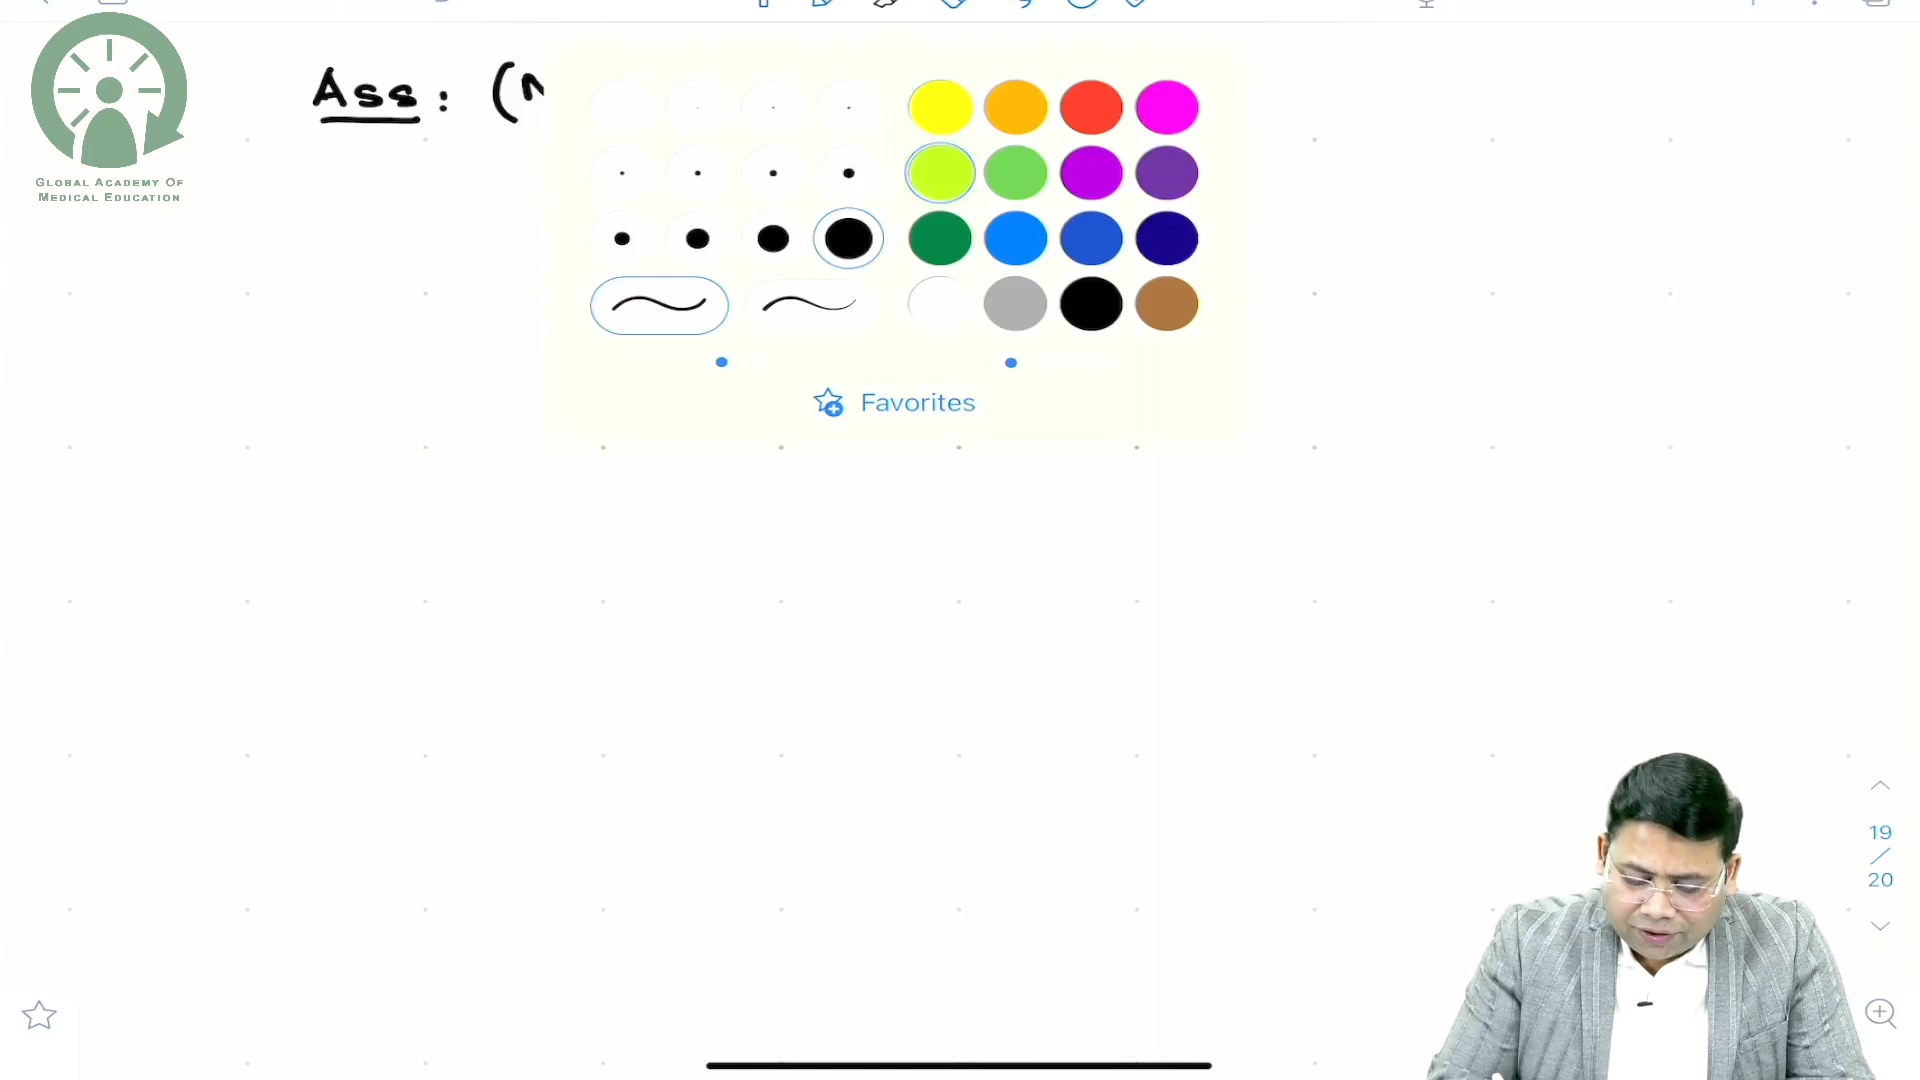 GLOBAL ACADEMY OF
MEDICAL EDUCATION
Ass : (
Favorites
19
/
20